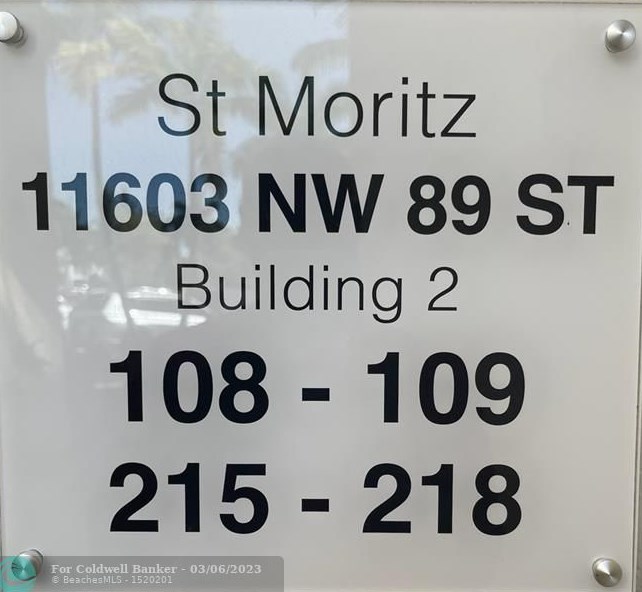 St Moritz
11603 NW 89 ST
Building 2
108 - 109
215 - 218
For Coldwell Banker - 03/06/2023
© BeachesMLS - 1520201